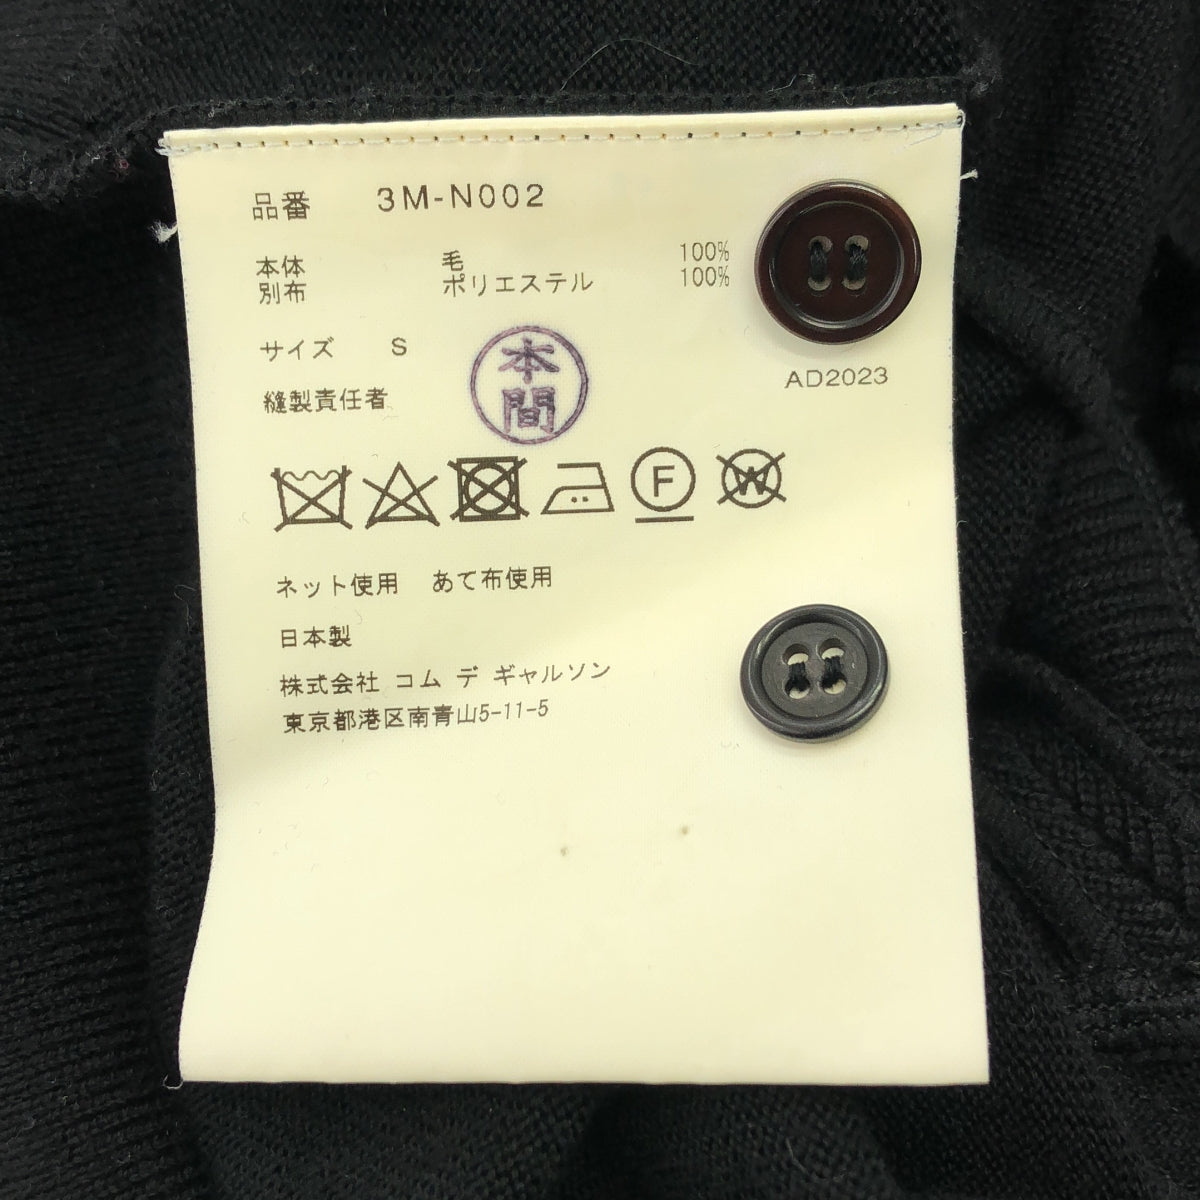 品番 3M-N002
本体 毛 100%
別布 ポリエステル 100%
サイズ S
本間
AD2023
縫製責任者
F W
ネット使用 あて布使用
日本製
株式会社 コム デ ギャルソン
東京都港区南青山5-11-5